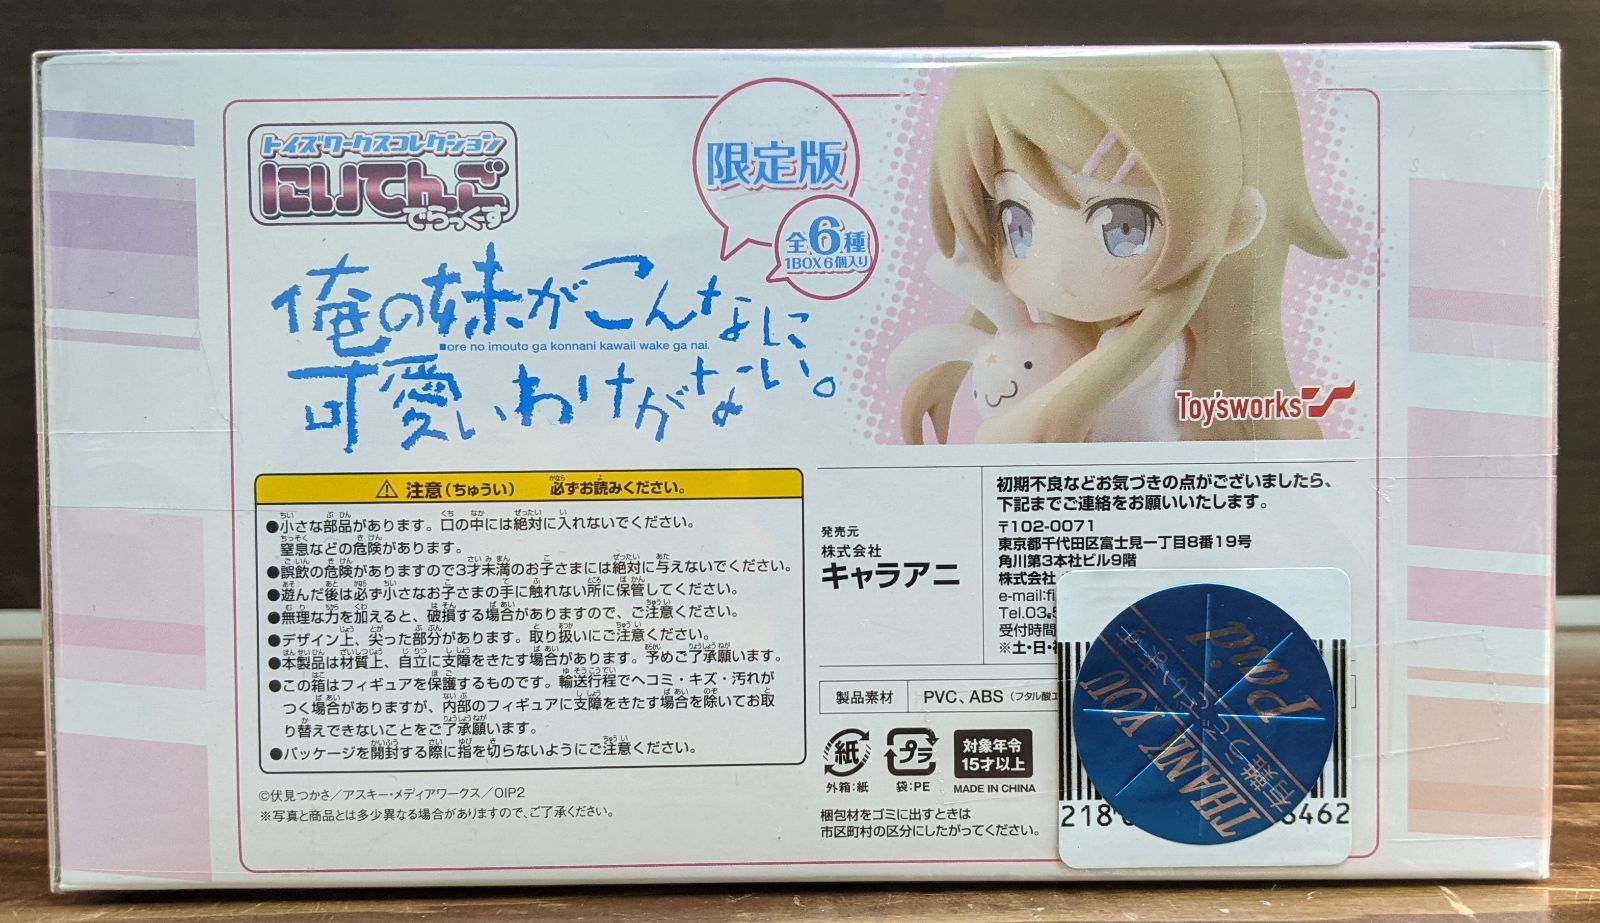 トイズワークスコレクション
にいてんご
でらっくす
限定版
全6種
1BOX6個入り
俺の妹がこんなに
■ore no imouto ga konnani kawaii wake ga nai.
可愛いわけがない。
Toy'sworks
⚠ 注意(ちゅうい) 必ずお読みください。
●小さな部品があります。口の中には絶対に入れないでください。
窒息などの危険があります。
●誤飲の危険がありますので3才未満のお子さまには絶対に与えないでください。
●遊んだ後は必ず小さなお子さまの手に触れない所に保管してください。
●無理な力を加えると、破損する場合がありますので、ご注意ください。
●デザイン上、尖った部分があります。取り扱いにご注意ください。
●本製品は材質上、自立に支障をきたす場合があります。予めご了承願います。
●この箱はフィギュアを保護するものです。輸送行程でヘコミ・キズ・汚れが
つく場合がありますが、内部のフィギュアに支障をきたす場合を除いてお取
り替えできないことをご了承願います。
●パッケージを開封する際に指を切らないようにご注意ください。
©伏見つかさ/アスキー・メディアワークス/OIP2
※写真と商品とは多少異なる場合がありますので、ご了承ください。
発売元
株式会社
キャラアニ
初期不良などお気づきの点がございましたら、
下記までご連絡をお願いいたします。
〒102-0071
東京都千代田区富士見一丁目8番19号
角川第3本社ビル9階
株式会社
e-mail:
Tel.03
受付時間
※土・日・
製品素材 PVC、ABS
紙
外箱:紙
プラ
袋:PE
対象年令
15才以上
MADE IN CHINA
梱包材をゴミに出すときは
市区町村の区分にしたがってください。
THANK YOU
有難うございます
Paid
218
6462